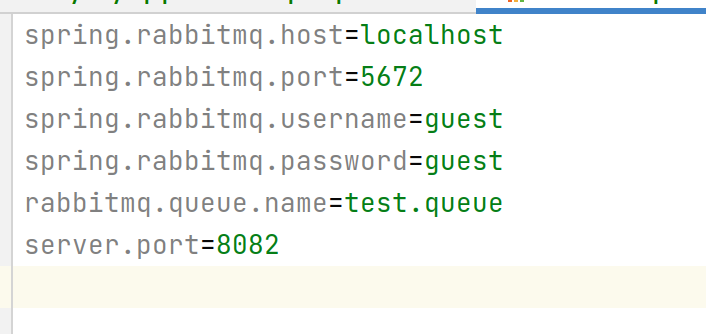 spring.rabbitmq.host=localhost
spring.rabbitmq.port=5672
spring.rabbitmq.username=guest
spring.rabbitmq.password=guest
rabbitmq.queue.name=test.queue
server.port=8082